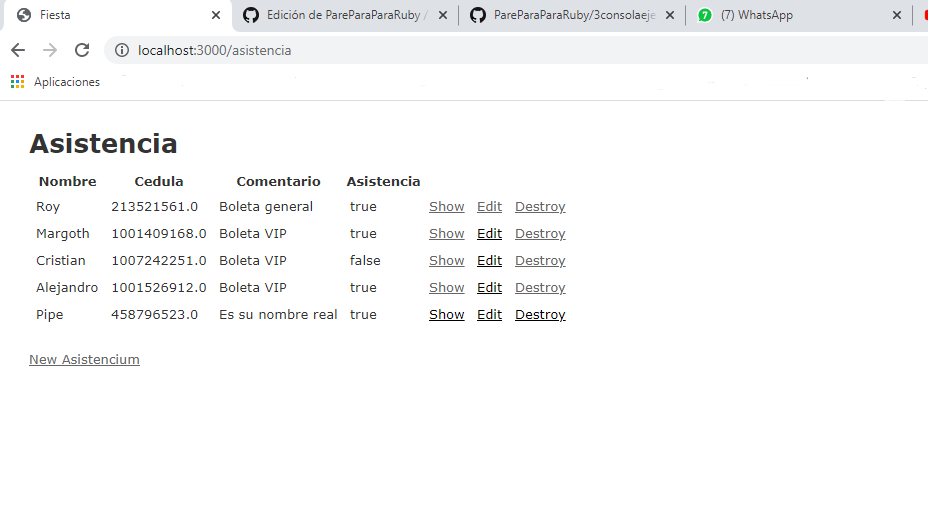 Fiesta
Edición de PareParaParaRuby /
PareParaParaRuby/3consolaeje
7 (7) WhatsApp
localhost:3000/asistencia
Aplicaciones
Asistencia
Nombre Cedula Comentario Asistencia
Roy 213521561.0 Boleta general true Show Edit Destroy
Margoth 1001409168.0 Boleta VIP true Show Edit Destroy
Cristian 1007242251.0 Boleta VIP false Show Edit Destroy
Alejandro 1001526912.0 Boleta VIP true Show Edit Destroy
Pipe 458796523.0 Es su nombre real true Show Edit Destroy
New Asistencium